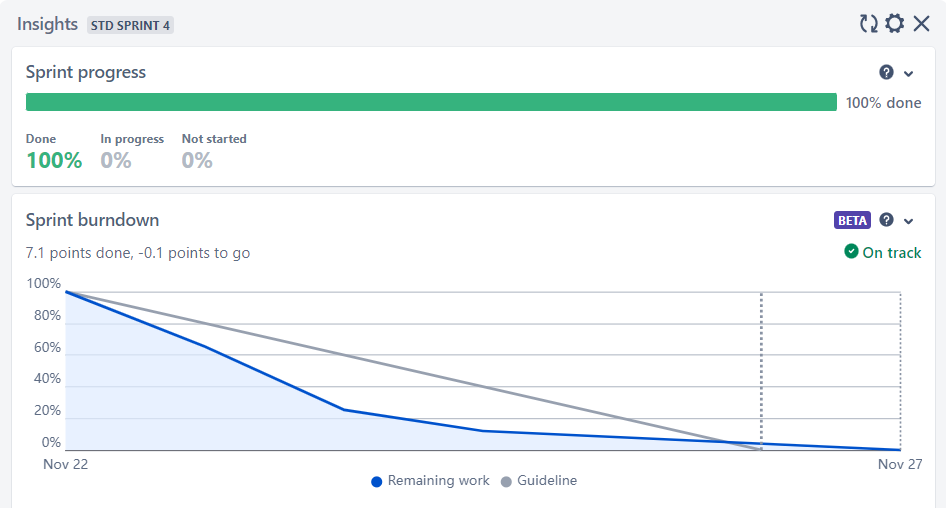 Insights STD SPRINT 4
Sprint progress
100% done
Done In progress Not started
100% 0% 0%
Sprint burndown BETA
7.1 points done, -0.1 points to go On track
100%
80%
60%
40%
20%
0%
Nov 22 Nov 27
Remaining work Guideline